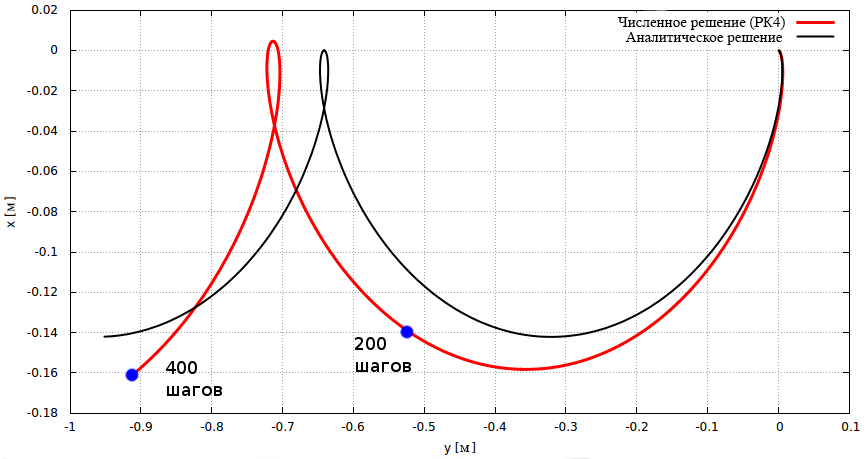 0.02
0
-0.02
-0.04
-0.06
-0.08
-0.1
-0.12
-0.14
-0.16
-0.18
x [м]
Численное решение (РК4)
Аналитическое решение
200
шагов
400
шагов
-1 -0.9 -0.8 -0.7 -0.6 -0.5 -0.4 -0.3 -0.2 -0.1 0 0.1
y [м]